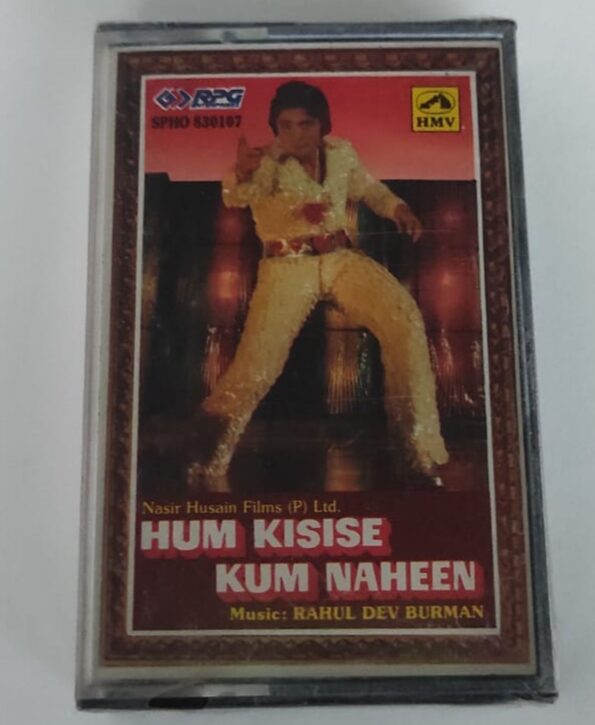 RPG
SPHO 830107
HMV
Nasir Husain Films (P) Ltd.
HUM KISISE
KUM NAHEEN
Music: RAHUL DEV BURMAN